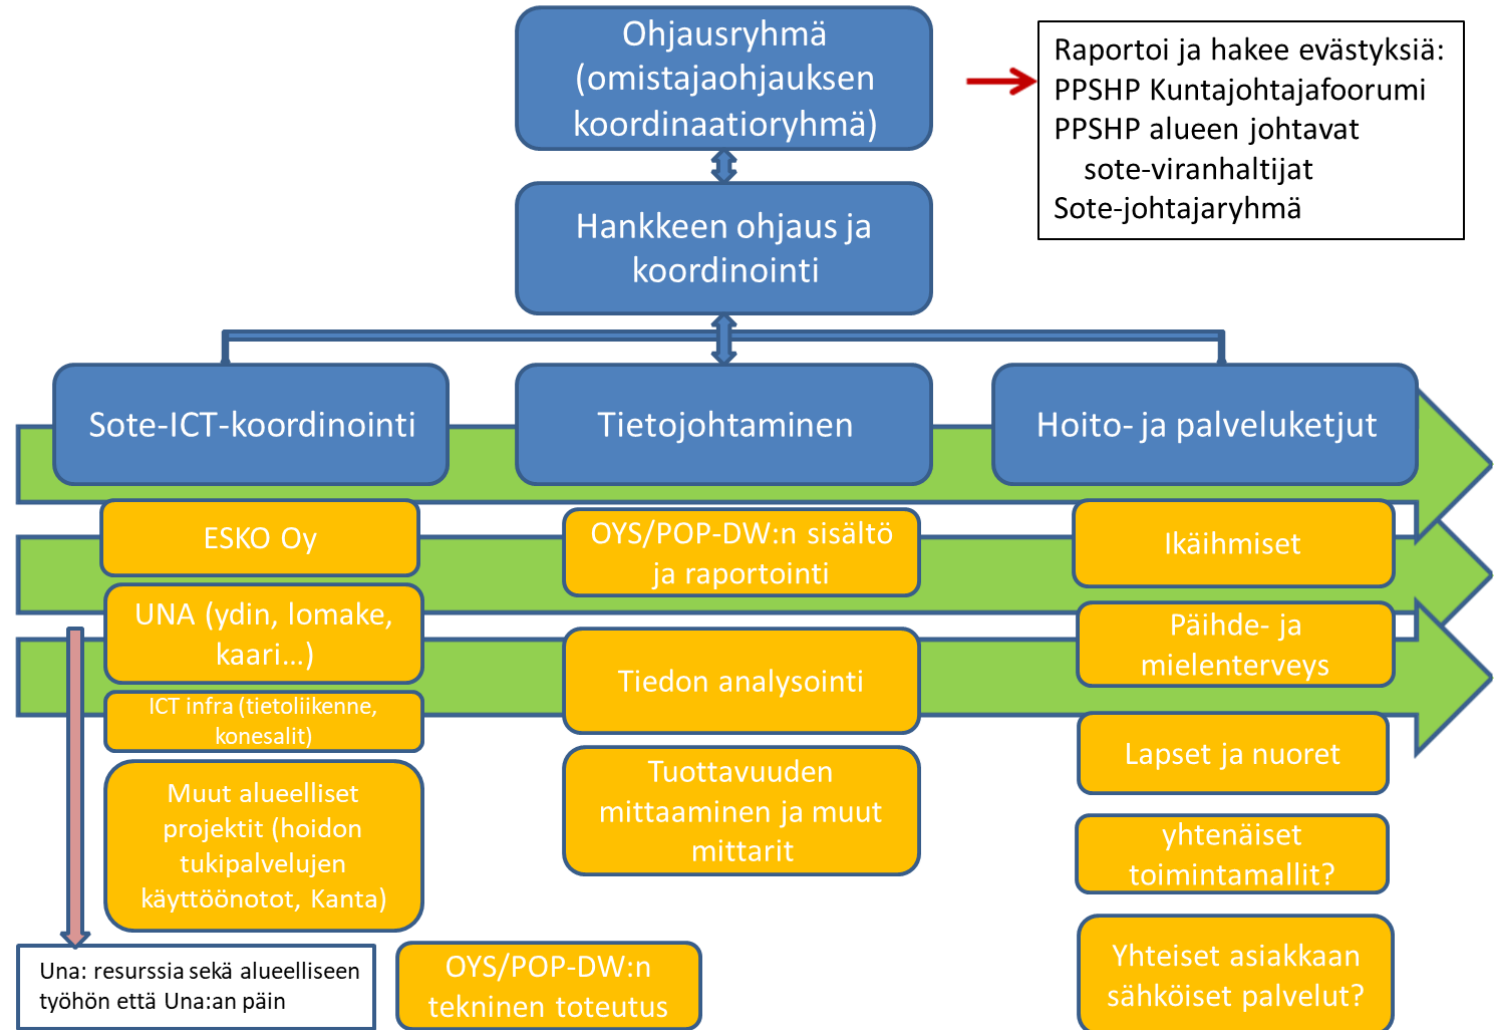 Ohjausryhmä
(omistajaohjauksen
koordinaatioryhmä)
Raportoi ja hakee evästyksiä:
PPSHP Kuntajohtajafoorumi
PPSHP alueen johtavat
sote-viranhaltijat
Sote-johtajaryhmä
Hankkeen ohjaus ja
koordinointi
Sote-ICT-koordinointi
Tietojohtaminen
Hoito- ja palveluketjut
ESKO Oy
UNA (ydin, lomake,
kaari...)
ICT infra (tietoliikenne,
konesalit)
Muut alueelliset
projektit (hoidon
tukipalvelujen
käyttöönotot, Kanta)
Una: resurssia sekä alueelliseen
työhön että Una:an päin
OYS/POP-DW:n sisältö
ja raportointi
Tiedon analysointi
Tuottavuuden
mittaaminen ja muut
mittarit
OYS/POP-DW:n
tekninen toteutus
Ikäihmiset
Päihde- ja
mielenterveys
Lapset ja nuoret
yhtenäiset
toimintamallit?
Yhteiset asiakkaan
sähköiset palvelut?